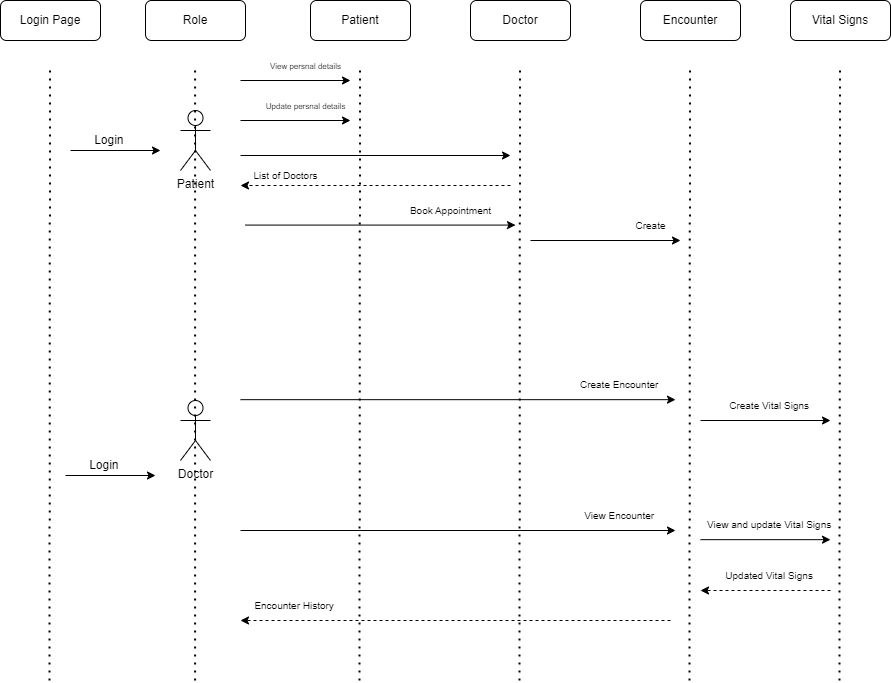 Login Page
Role
Patient
Doctor
Encounter
Vital Signs
View persnal details
Update persnal details
Login
Patient
List of Doctors
Book Appointment
Create
Create Encounter
Create Vital Signs
Login
Doctor
View Encounter
View and update Vital Signs
Updated Vital Signs
Encounter History